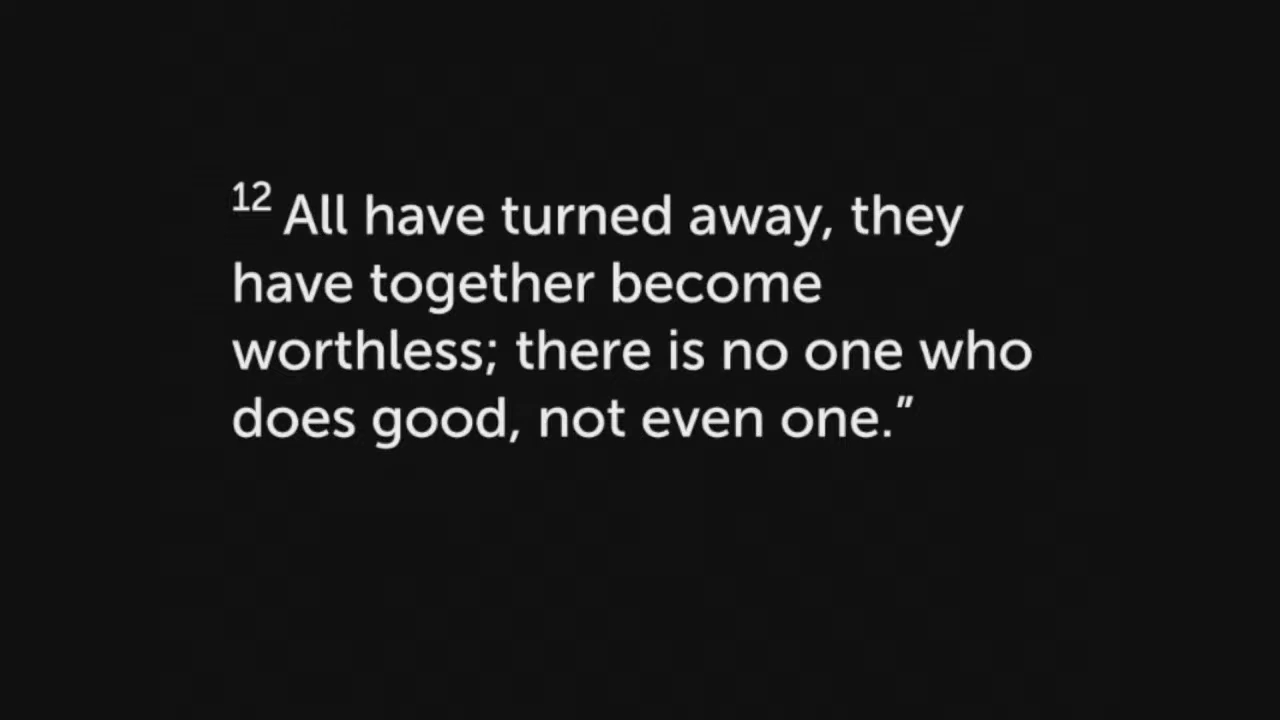 12 All have turned away, they
have together become
worthless; there is no one who
does good, not even one.”